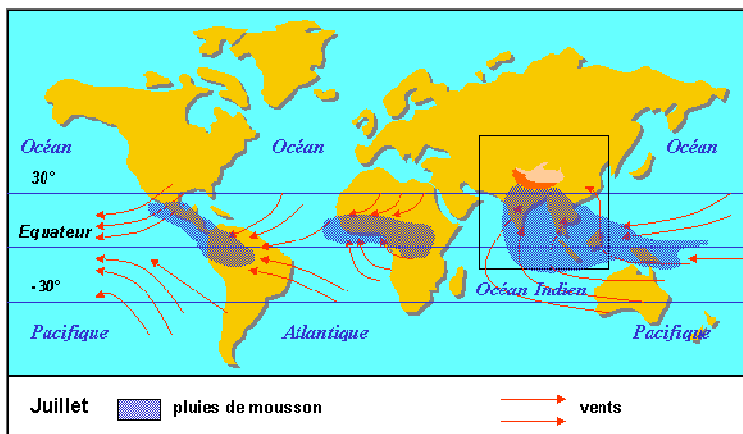 Océan Océan Océan
30°
Equateur
-30°
Océan Indien
Pacifique Atlantique Pacifique
Juillet pluies de mousson vents